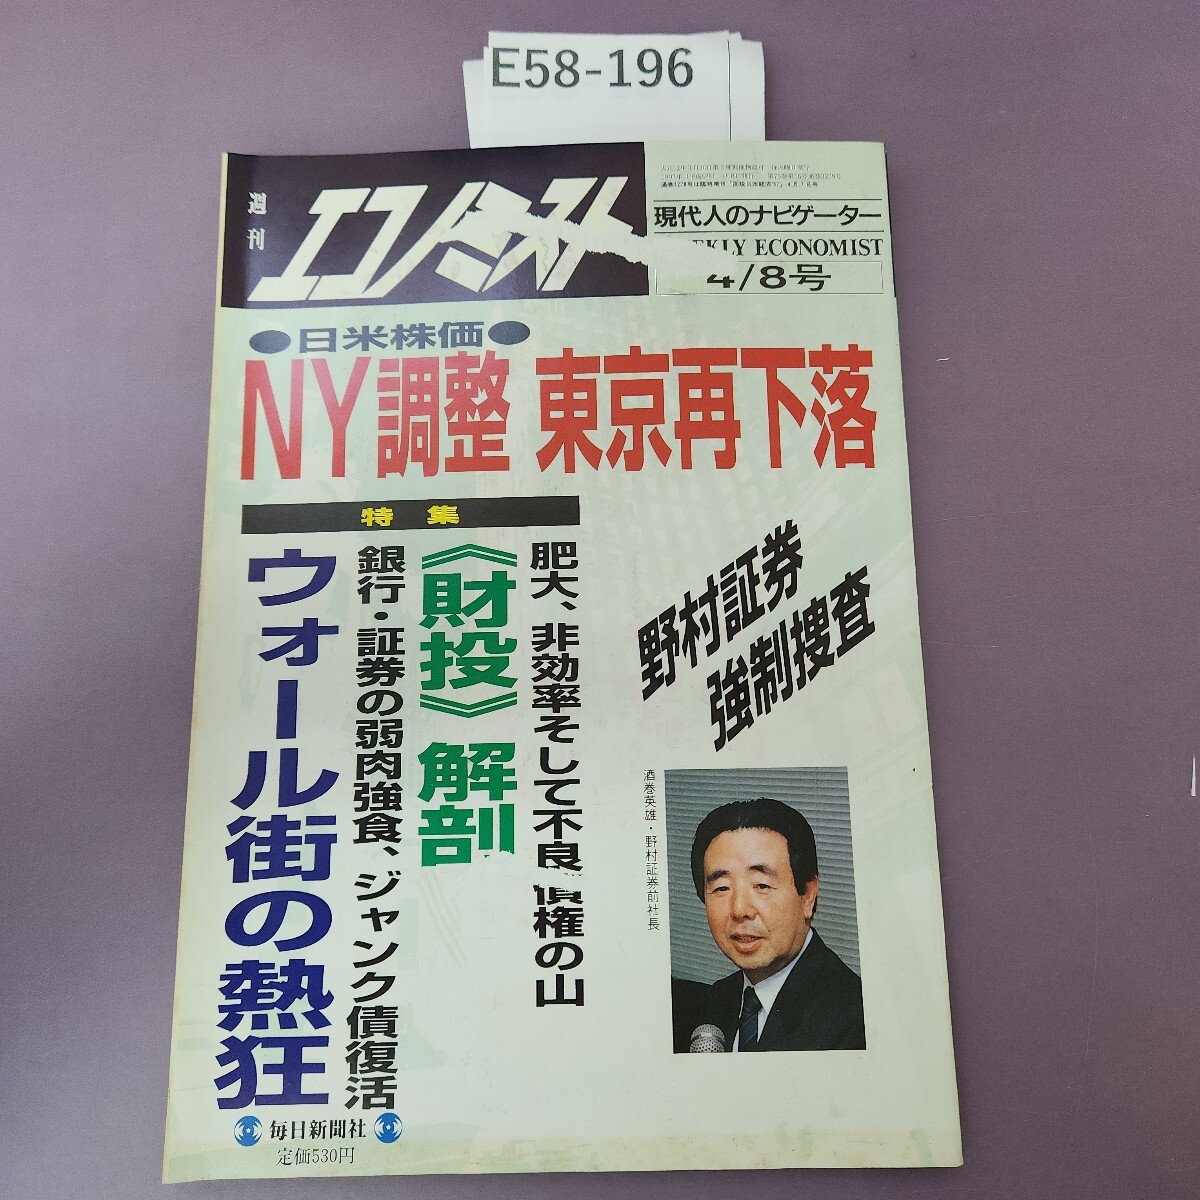 E58-196
週刊
エコノミスト
現代人のナビゲーター
WEEKLY ECONOMIST
4/8号
●日米株価●
NY調整 東京再下落
野村証券
強制捜査
酒巻英雄・野村証券前社長
特集
肥大、非効率そして不良債権の山
《財投》解剖
銀行・証券の弱肉強食、ジャンク債復活
ウォール街の熱狂
毎日新聞社
定価530円